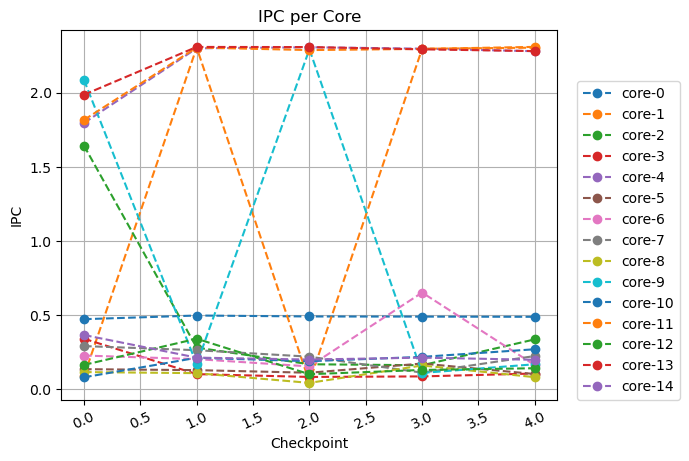 IPC per Core
IPC
2.0
1.5
1.0
0.5
0.0
0.0
0.5
1.0
1.5
2.0
2.5
3.0
3.5
4.0
Checkpoint
core-0
core-1
core-2
core-3
core-4
core-5
core-6
core-7
core-8
core-9
core-10
core-11
core-12
core-13
core-14